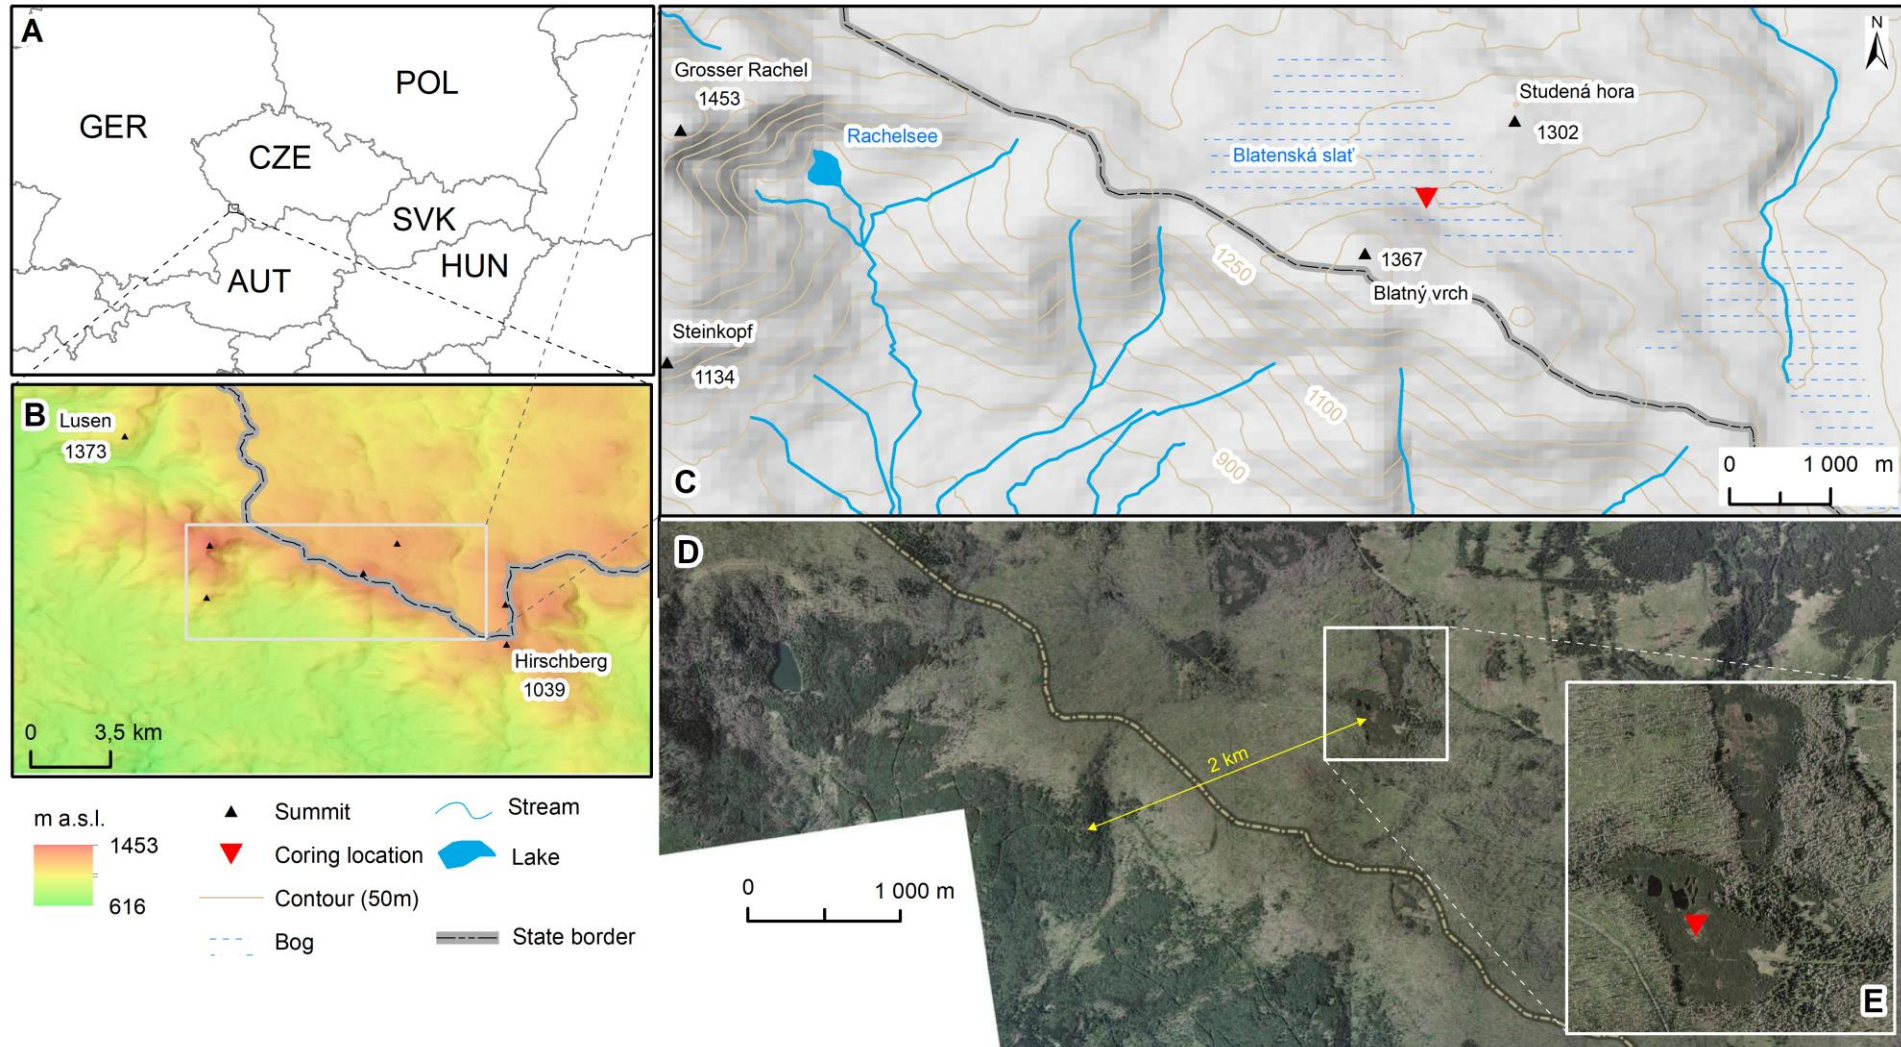 A
GER
POL
CZE
SVK
AUT
HUN
B
Lusen
1373
Hirschberg
1039
0 3,5 km
m a.s.l.
1453
616
Summit
Coring location
Contour (50m)
Bog
Stream
Lake
State border
C
N
Grosser Rachel
1453
Rachelsee
Studená hora
1302
Blatenská slať
1250
1367
Blatný vrch
Steinkopf
1134
1100
900
0 1 000 m
D
2 km
0 1 000 m
E